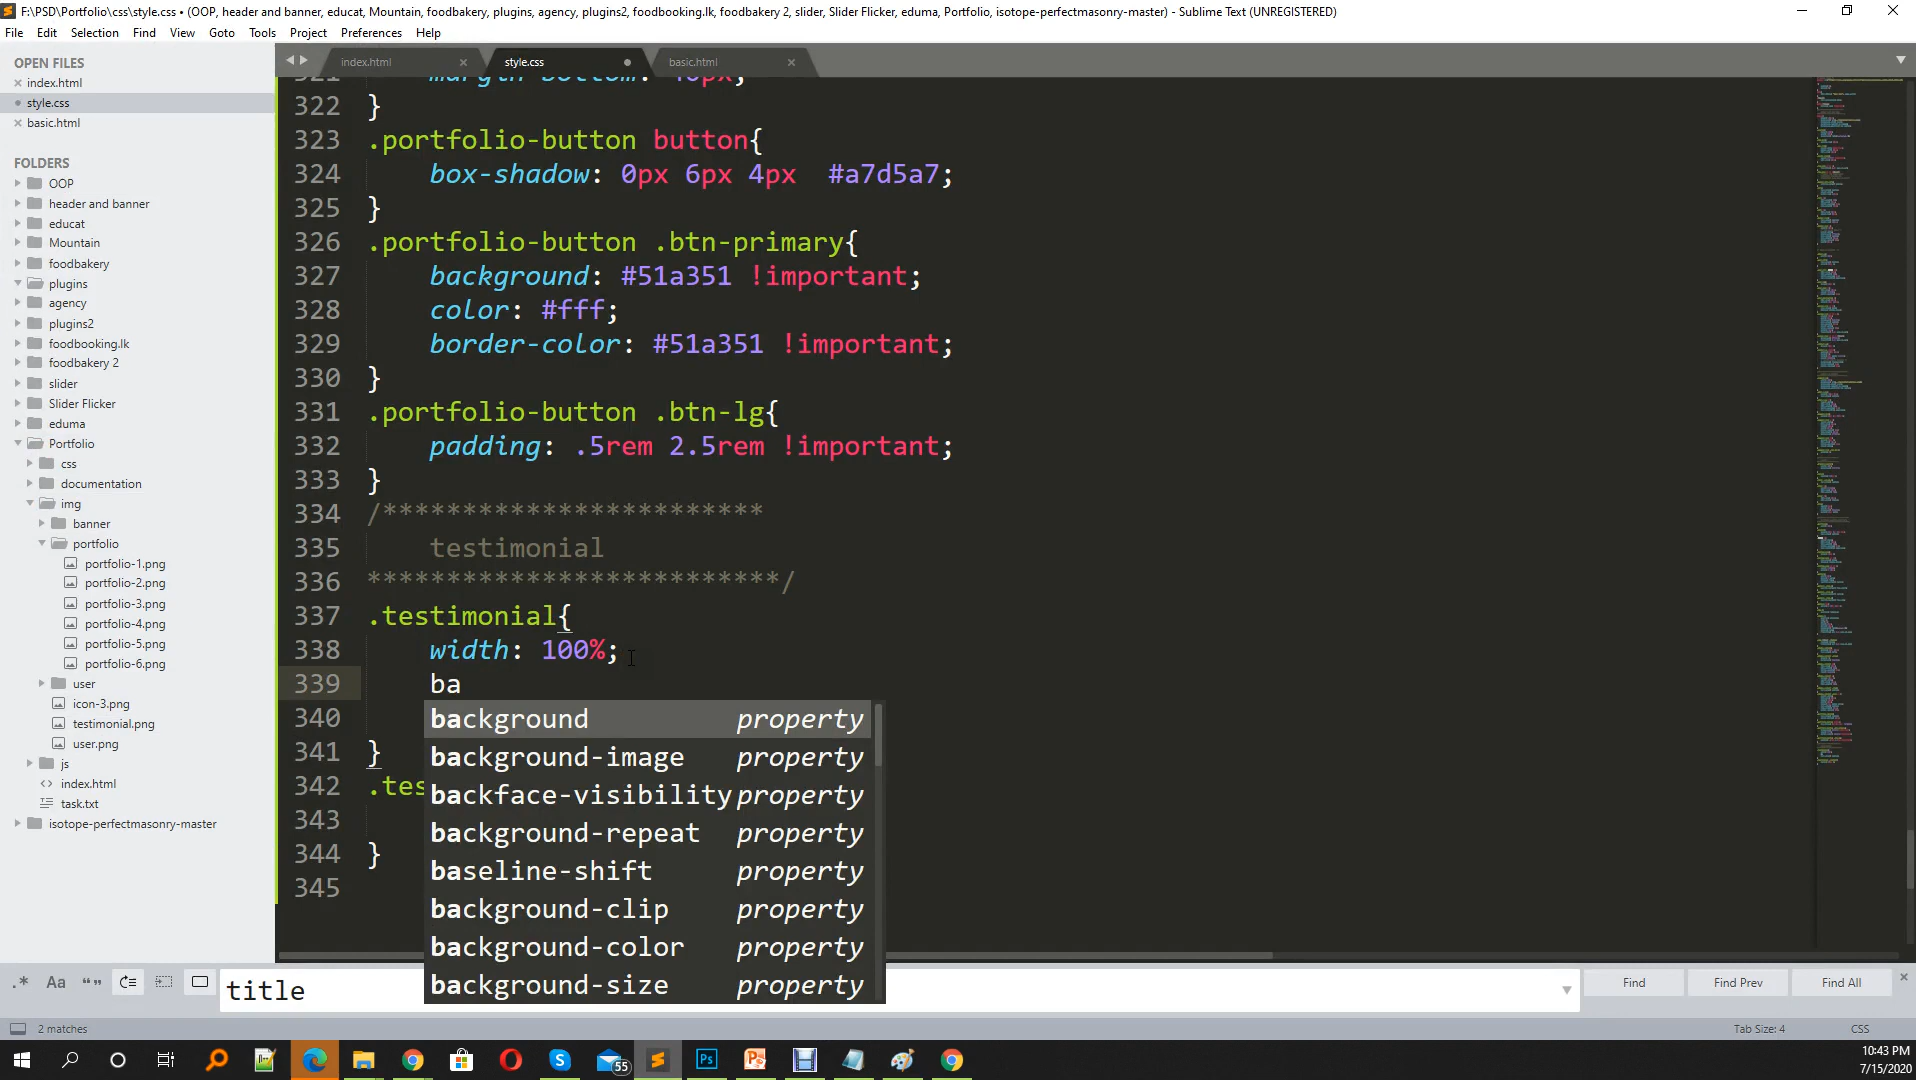 F:\PSD\Portfolio\css\style.css • (OOP, header and banner, educat, Mountain, foodbakery, plugins, agency, plugins2, foodbooking.lk, foodbakery 2, slider, Slider Flicker, eduma, Portfolio, isotope-perfectmasonry-master) - Sublime Text (UNREGISTERED)
File Edit Selection Find View Goto Tools Project Preferences Help
OPEN FILES
index.html
style.css
basic.html
FOLDERS
OOP
header and banner
educat
Mountain
foodbakery
plugins
agency
plugins2
foodbooking.lk
foodbakery 2
slider
Slider Flicker
eduma
Portfolio
css
documentation
img
banner
portfolio
portfolio-1.png
portfolio-2.png
portfolio-3.png
portfolio-4.png
portfolio-5.png
portfolio-6.png
user
icon-3.png
testimonial.png
user.png
js
index.html
task.txt
isotope-perfectmasonry-master
index.html style.css basic.html
322 }
323 .portfolio-button button{
324 box-shadow: 0px 6px 4px #a7d5a7;
325 }
326 .portfolio-button .btn-primary{
327 background: #51a351 !important;
328 color: #fff;
329 border-color: #51a351 !important;
330 }
331 .portfolio-button .btn-lg{
332 padding: .5rem 2.5rem !important;
333 }
334 /************************
335 testimonial
336 **************************/
337 .testimonial{
338 width: 100%;
339 ba
340
341 }
342 .tes
343
344 }
345
background property
background-image property
backface-visibility property
background-repeat property
baseline-shift property
background-clip property
background-color property
background-size property
.* Aa “” title Find Find Prev Find All
2 matches Tab Size: 4 CSS
55
Ps
10:43 PM
7/15/2020